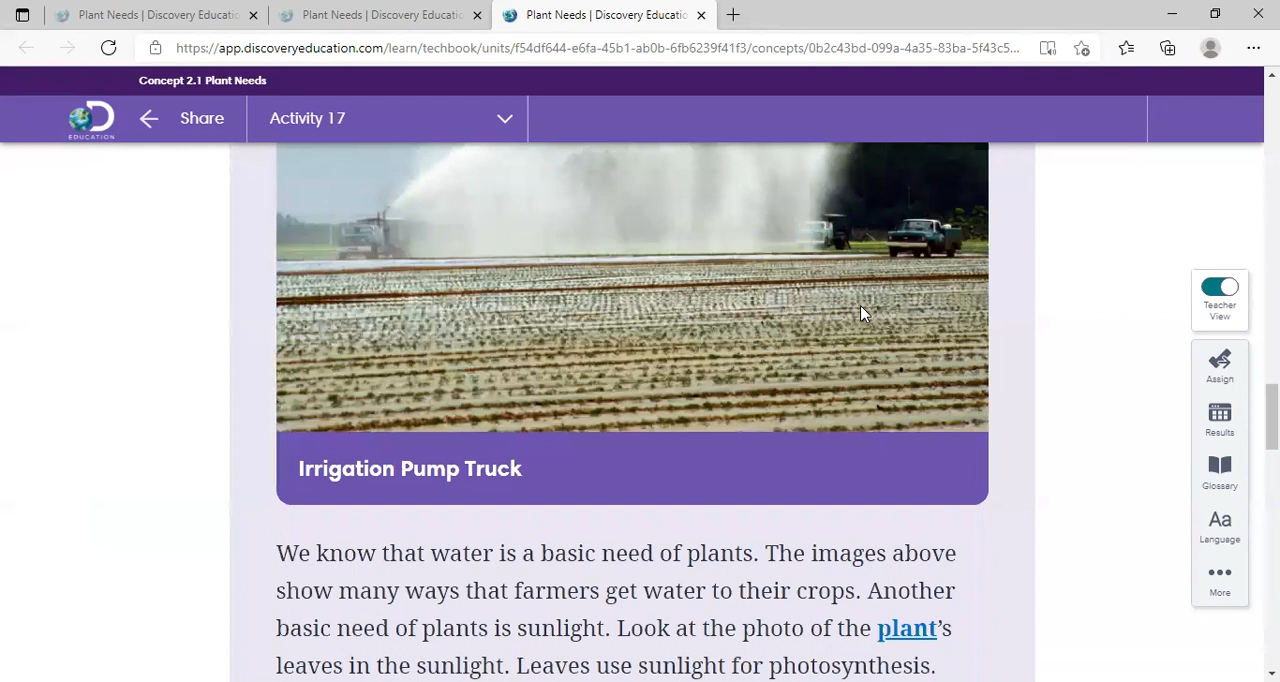 Plant Needs | Discovery Educatio
Plant Needs | Discovery Educatio
Plant Needs | Discovery Educatio
https://app.discoveryeducation.com/learn/techbook/units/f54df644-e6fa-45b1-ab0b-6fb6239f41f3/concepts/0b2c43bd-099a-4a35-83ba-5f43c5...
Concept 2.1 Plant Needs
D
EDUCATION
Share
Activity 17
Teacher
View
Assign
Results
Glossary
Aa
Language
More
Irrigation Pump Truck
We know that water is a basic need of plants. The images above
show many ways that farmers get water to their crops. Another
basic need of plants is sunlight. Look at the photo of the plant's
leaves in the sunlight. Leaves use sunlight for photosynthesis.